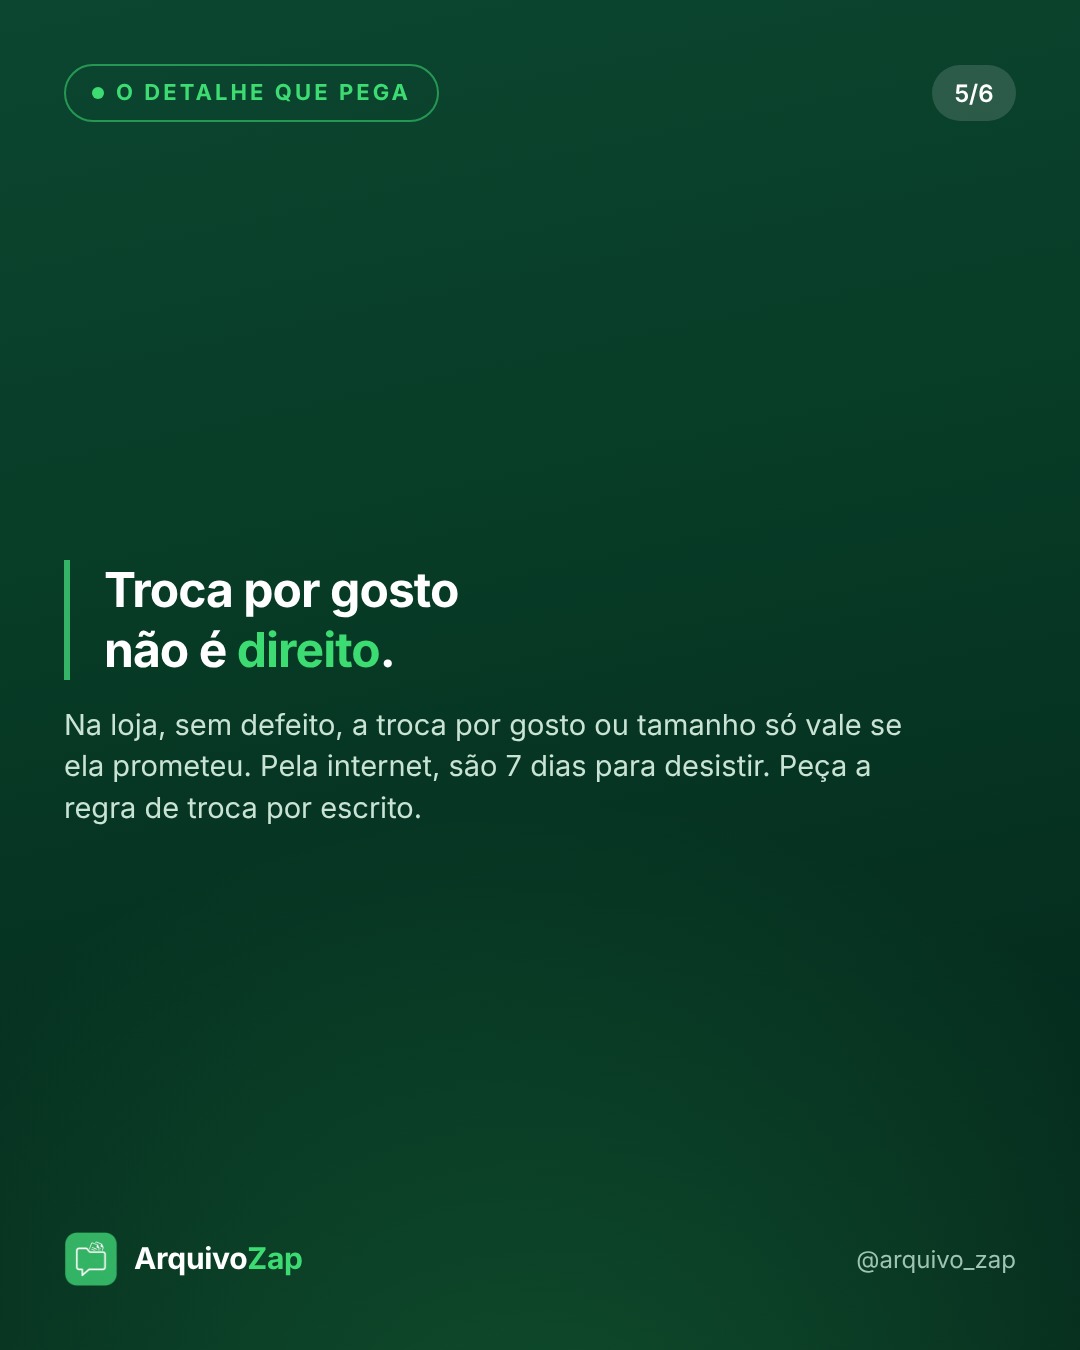 O DETALHE QUE PEGA
5/6
Troca por gosto
não é direito.
Na loja, sem defeito, a troca por gosto ou tamanho só vale se
ela prometeu. Pela internet, são 7 dias para desistir. Peça a
regra de troca por escrito.
ArquivoZap
@arquivo_zap